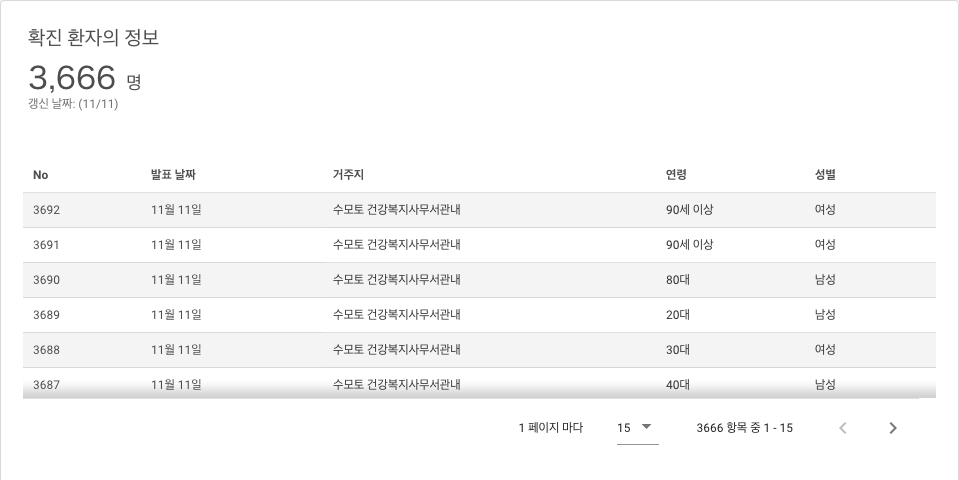 확진 환자의 정보
3,666 명
갱신 날짜: (11/11)
No 발표 날짜 거주지 연령 성별
3692 11월 11일 수모토 건강복지사무서관내 90세 이상 여성
3691 11월 11일 수모토 건강복지사무서관내 90세 이상 여성
3690 11월 11일 수모토 건강복지사무서관내 80대 남성
3689 11월 11일 수모토 건강복지사무서관내 20대 남성
3688 11월 11일 수모토 건강복지사무서관내 30대 여성
3687 11월 11일 수모토 건강복지사무서관내 40대 남성
1 페이지 마다 15 3666 항목 중 1 - 15